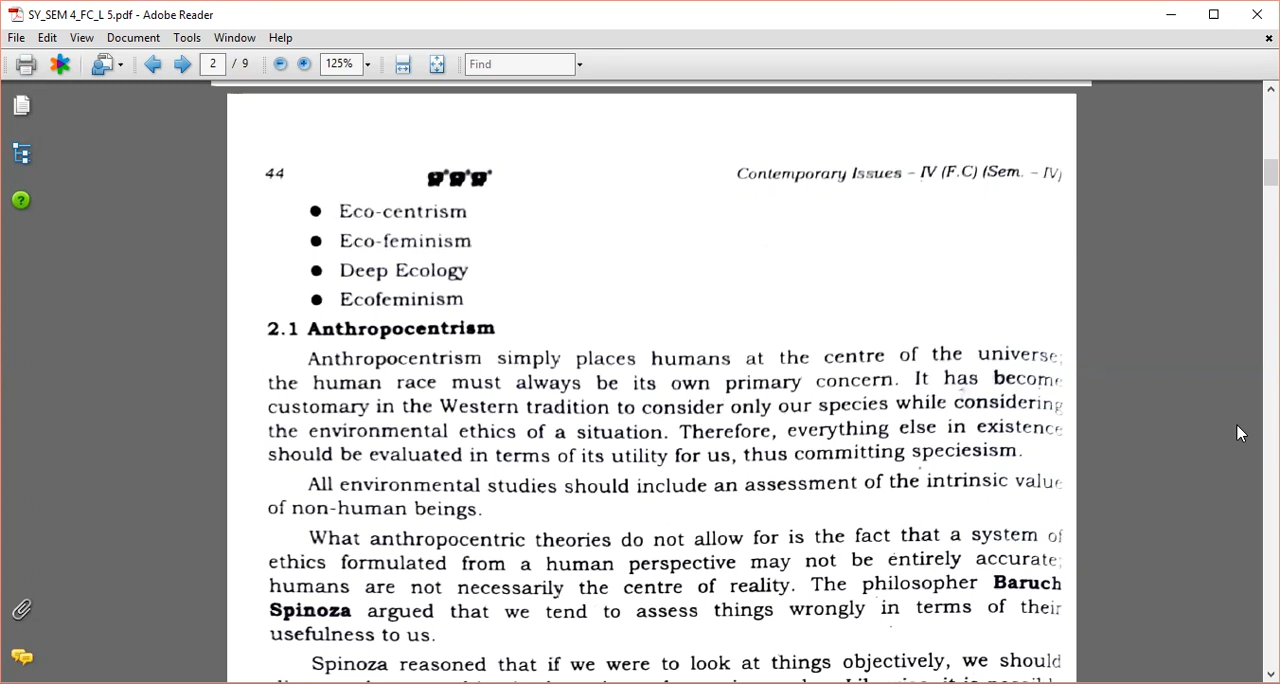 SY_SEM 4_FC_L 5.pdf - Adobe Reader
File Edit View Document Tools Window Help
2 / 9 125% Find
44 Contemporary Issues – IV (F.C) (Sem. – IV)
● Eco-centrism
● Eco-feminism
● Deep Ecology
● Ecofeminism
2.1 Anthropocentrism
Anthropocentrism simply places humans at the centre of the universe;
the human race must always be its own primary concern. It has become
customary in the Western tradition to consider only our species while considering
the environmental ethics of a situation. Therefore, everything else in existence
should be evaluated in terms of its utility for us, thus committing speciesism.
All environmental studies should include an assessment of the intrinsic value
of non-human beings.
What anthropocentric theories do not allow for is the fact that a system of
ethics formulated from a human perspective may not be entirely accurate;
humans are not necessarily the centre of reality. The philosopher Baruch
Spinoza argued that we tend to assess things wrongly in terms of their
usefulness to us.
Spinoza reasoned that if we were to look at things objectively, we should